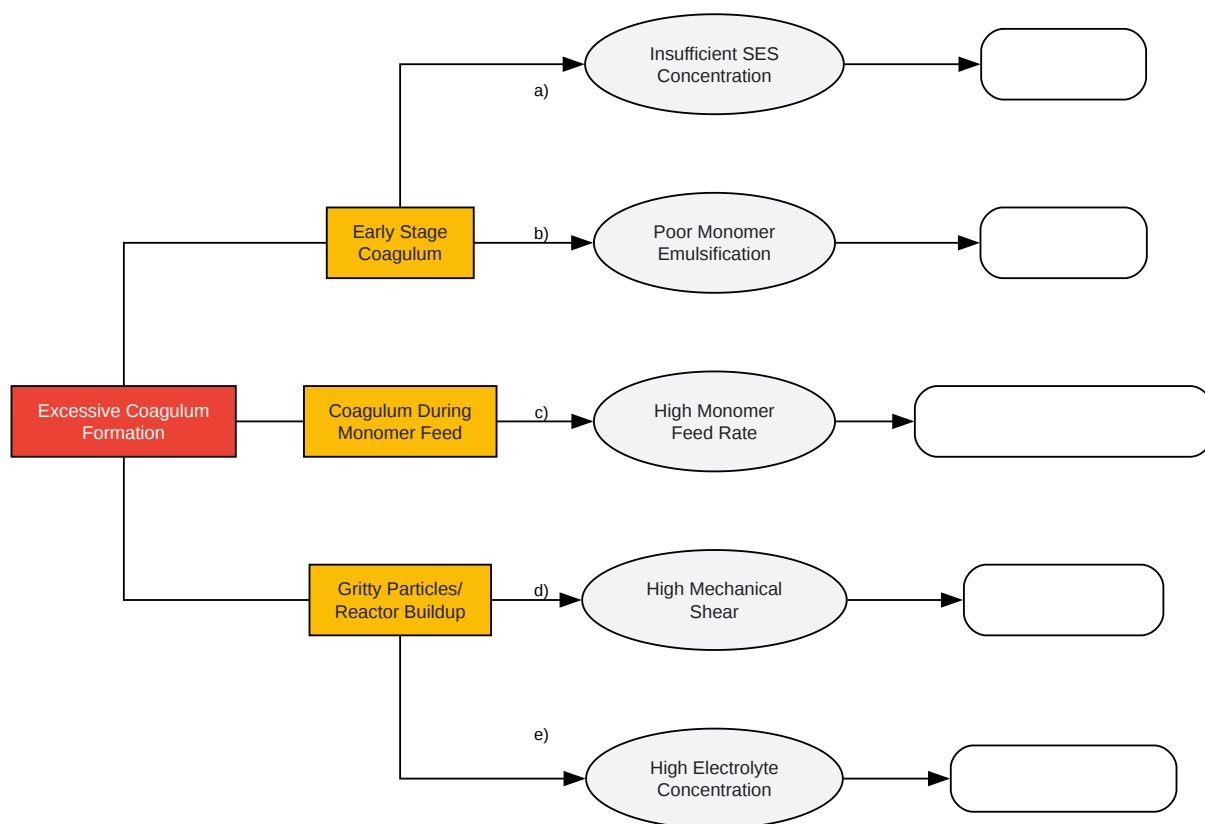 a)
Insufficient SES
Concentration
Early Stage
Coagulum
b)
Poor Monomer
Emulsification
Excessive Coagulum
Formation
Coagulum During
Monomer Feed
c)
High Monomer
Feed Rate
Gritty Particles/
Reactor Buildup
d)
High Mechanical
Shear
e)
High Electrolyte
Concentration